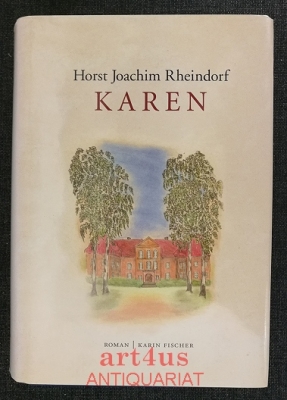 Horst Joachim Rheindorf
KAREN
ROMAN | KARIN FISCHER
art4us
ANTIQUARIAT